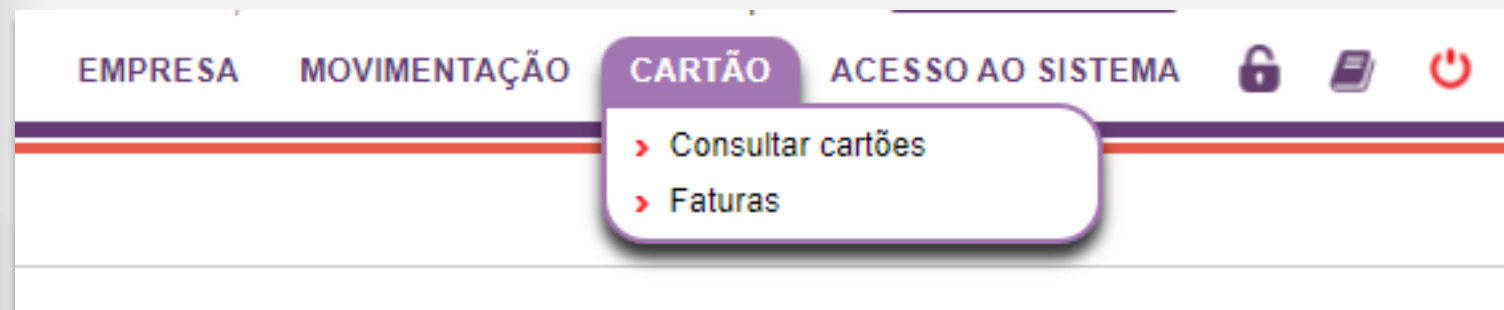 EMPRESA MOVIMENTAÇÃO CARTÃO ACESSO AO SISTEMA
Consultar cartões
Faturas